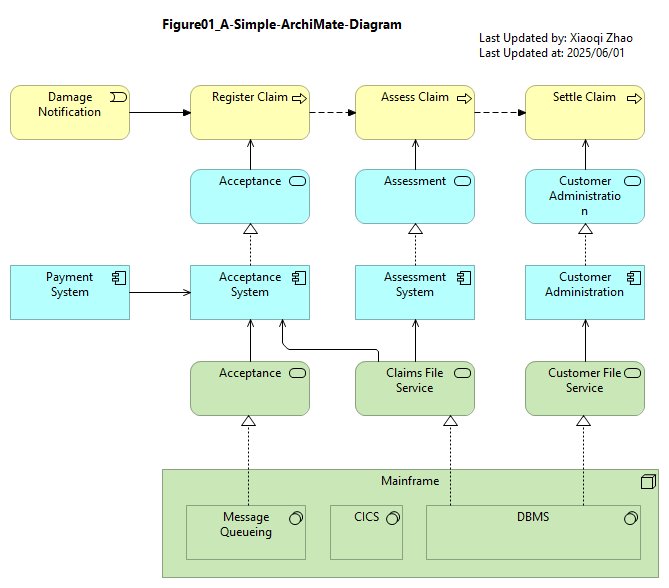 Figure01_A-Simple-ArchiMate-Diagram
Last Updated by: Xiaoqi Zhao
Last Updated at: 2025/06/01
Damage
Notification
Register Claim
Assess Claim
Settle Claim
Acceptance
Assessment
Customer
Administratio
n
Payment
System
Acceptance
System
Assessment
System
Customer
Administration
Acceptance
Claims File
Service
Customer File
Service
Mainframe
Message
Queueing
CICS
DBMS